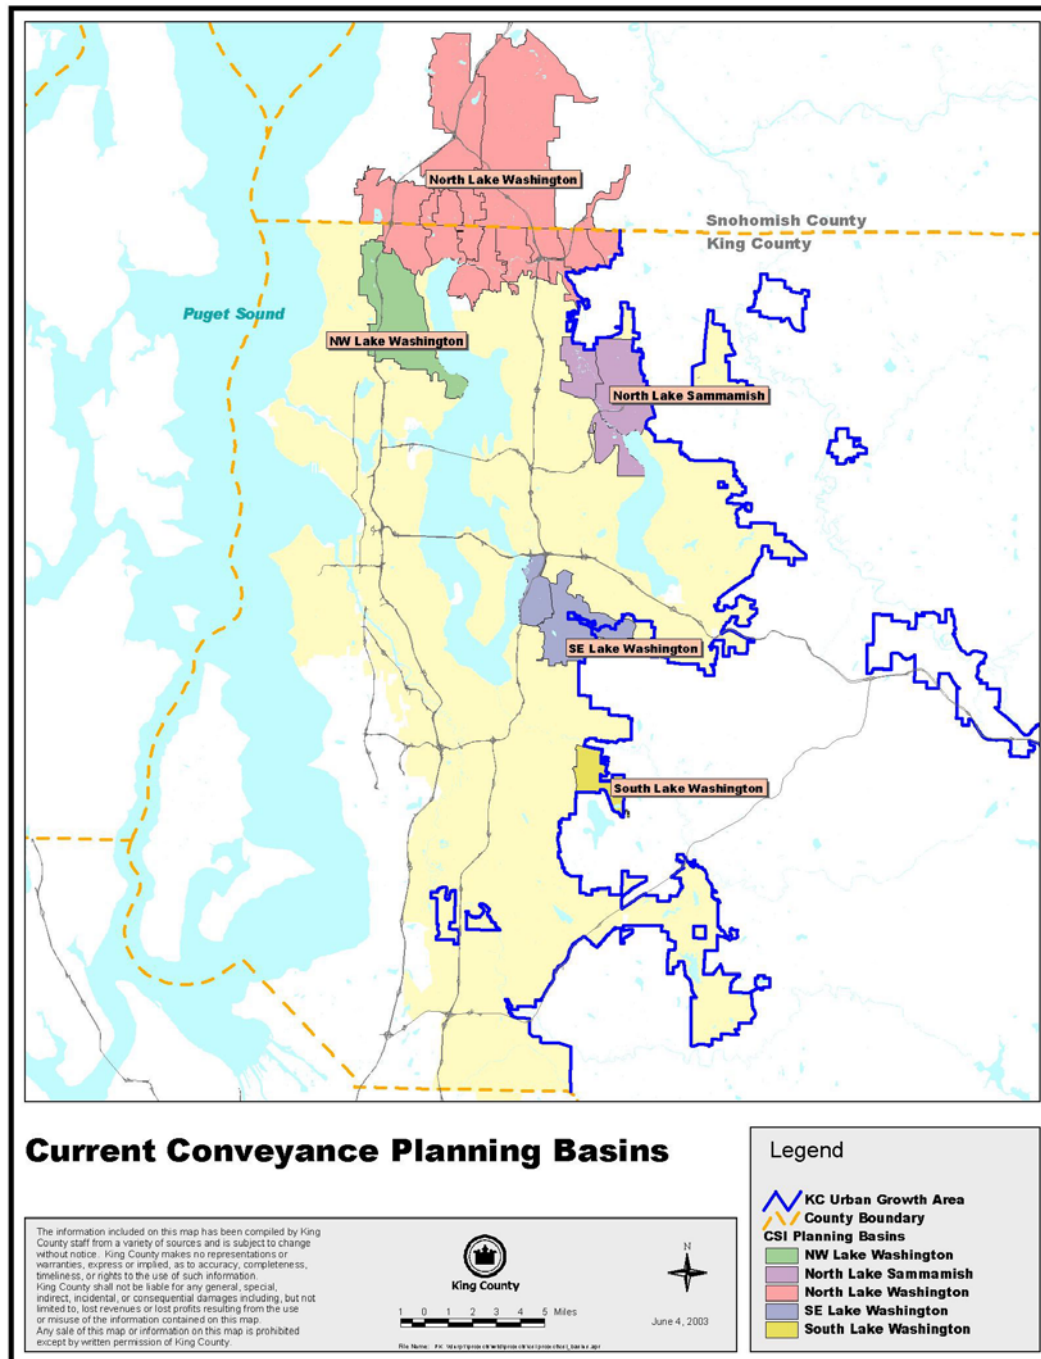 North Lake Washington
Snohomish County
King County
Puget Sound
NW Lake Washington
North Lake Sammamish
SE Lake Washington
South Lake Washington
Current Conveyance Planning Basins
The information included on this map has been compiled by King
County staff from a variety of sources and is subject to change
without notice. King County makes no representations or
warranties, express or implied, as to accuracy, completeness,
timeliness, or rights to the use of such information.
King County shall not be liable for any general, special,
indirect, incidental, or consequential damages including, but not
limited to, lost revenues or lost profits resulting from the use
or misuse of the information contained on this map.
Any sale of this map or information on this map is prohibited
except by written permission of King County.
King County
1 0 1 2 3 4 5 Miles
File Name:
N
June 4, 2003
Legend
KC Urban Growth Area
County Boundary
CSI Planning Basins
NW Lake Washington
North Lake Sammamish
North Lake Washington
SE Lake Washington
South Lake Washington